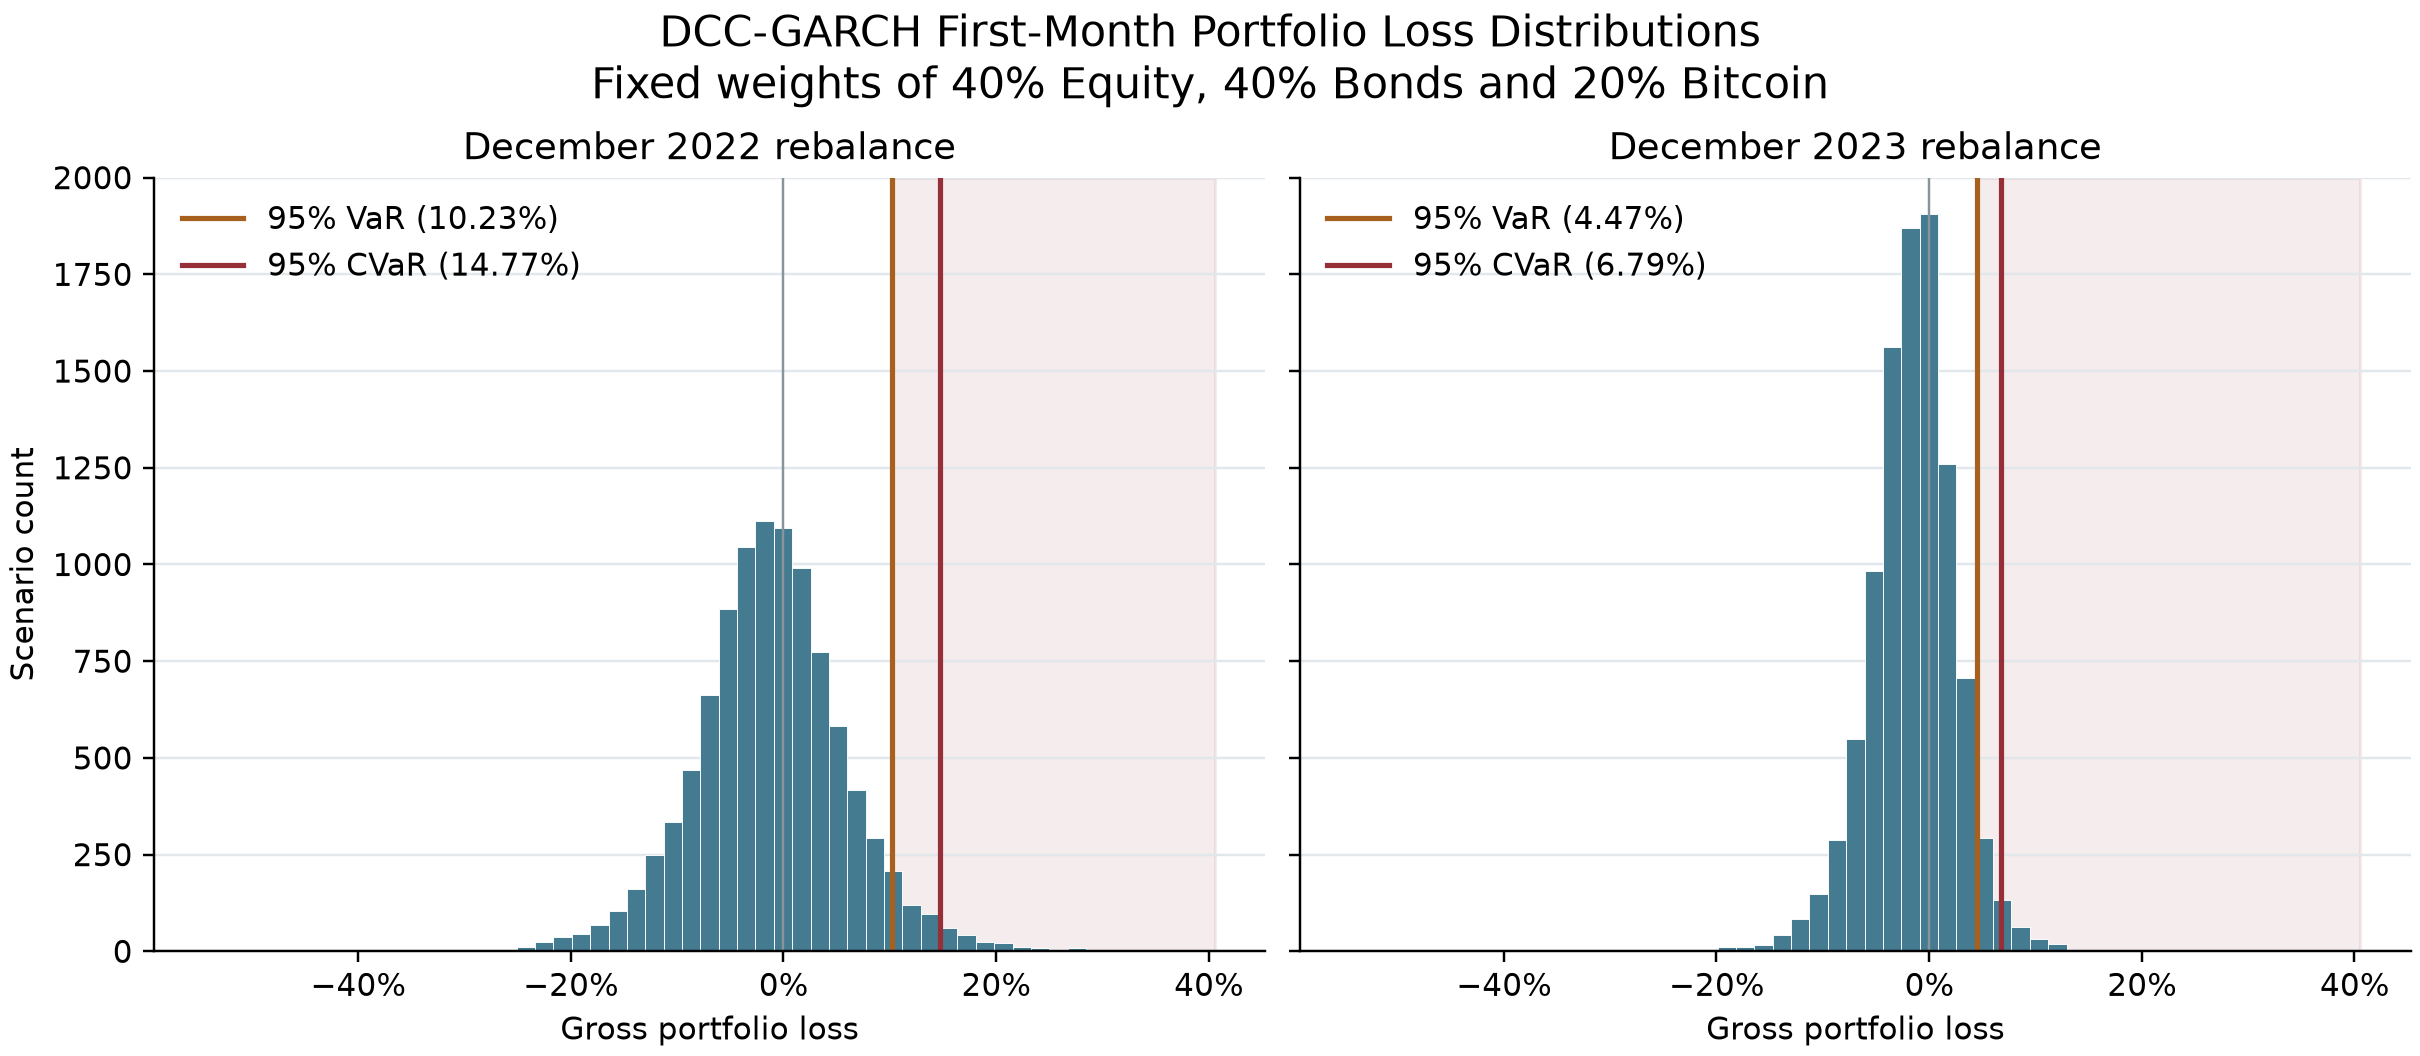 DCC-GARCH First-Month Portfolio Loss Distributions
Fixed weights of 40% Equity, 40% Bonds and 20% Bitcoin
December 2022 rebalance
95% VaR (10.23%)
95% CVaR (14.77%)
2000
1750
1500
1250
1000
750
500
250
0
Scenario count
−40%
−20%
0%
20%
40%
Gross portfolio loss
December 2023 rebalance
95% VaR (4.47%)
95% CVaR (6.79%)
−40%
−20%
0%
20%
40%
Gross portfolio loss